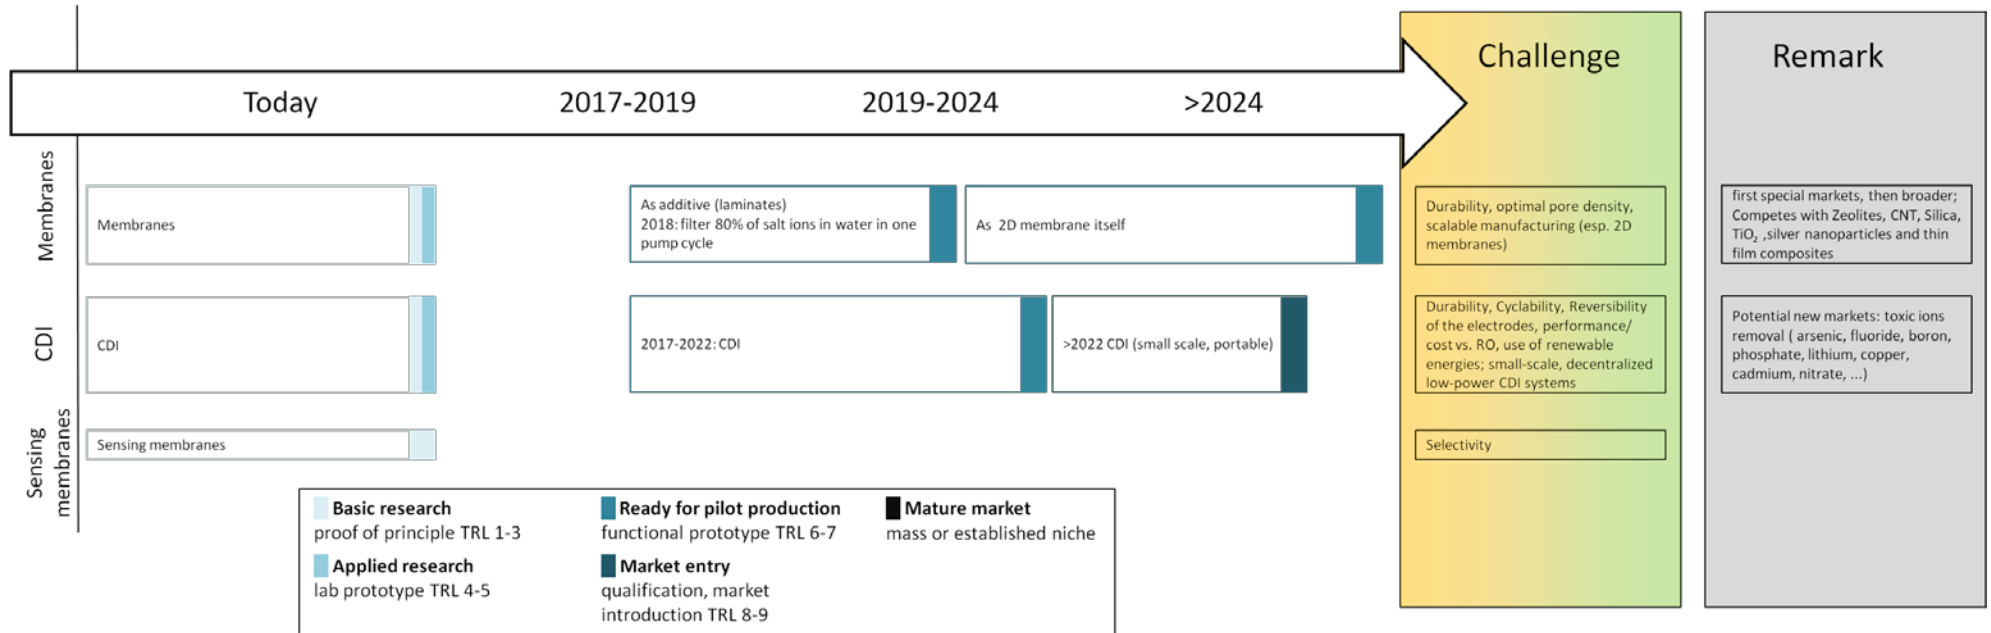 Today
2017-2019
2019-2024
>2024
Challenge
Remark
Membranes
Membranes
As additive (laminates)
2018: filter 80% of salt ions in water in one
pump cycle
As 2D membrane itself
Durability, optimal pore density,
scalable manufacturing (esp. 2D
membranes)
first special markets, then broader;
Competes with Zeolites, CNT, Silica,
TiO₂ ,silver nanoparticles and thin
film composites
CDI
CDI
2017-2022: CDI
>2022 CDI (small scale, portable)
Durability, Cyclability, Reversibility
of the electrodes, performance/
cost vs. RO, use of renewable
energies; small-scale, decentralized
low-power CDI systems
Potential new markets: toxic ions
removal ( arsenic, fluoride, boron,
phosphate, lithium, copper,
cadmium, nitrate, ...)
Sensing
membranes
Sensing membranes
Selectivity
Basic research
proof of principle TRL 1-3
Applied research
lab prototype TRL 4-5
Ready for pilot production
functional prototype TRL 6-7
Market entry
qualification, market
introduction TRL 8-9
Mature market
mass or established niche